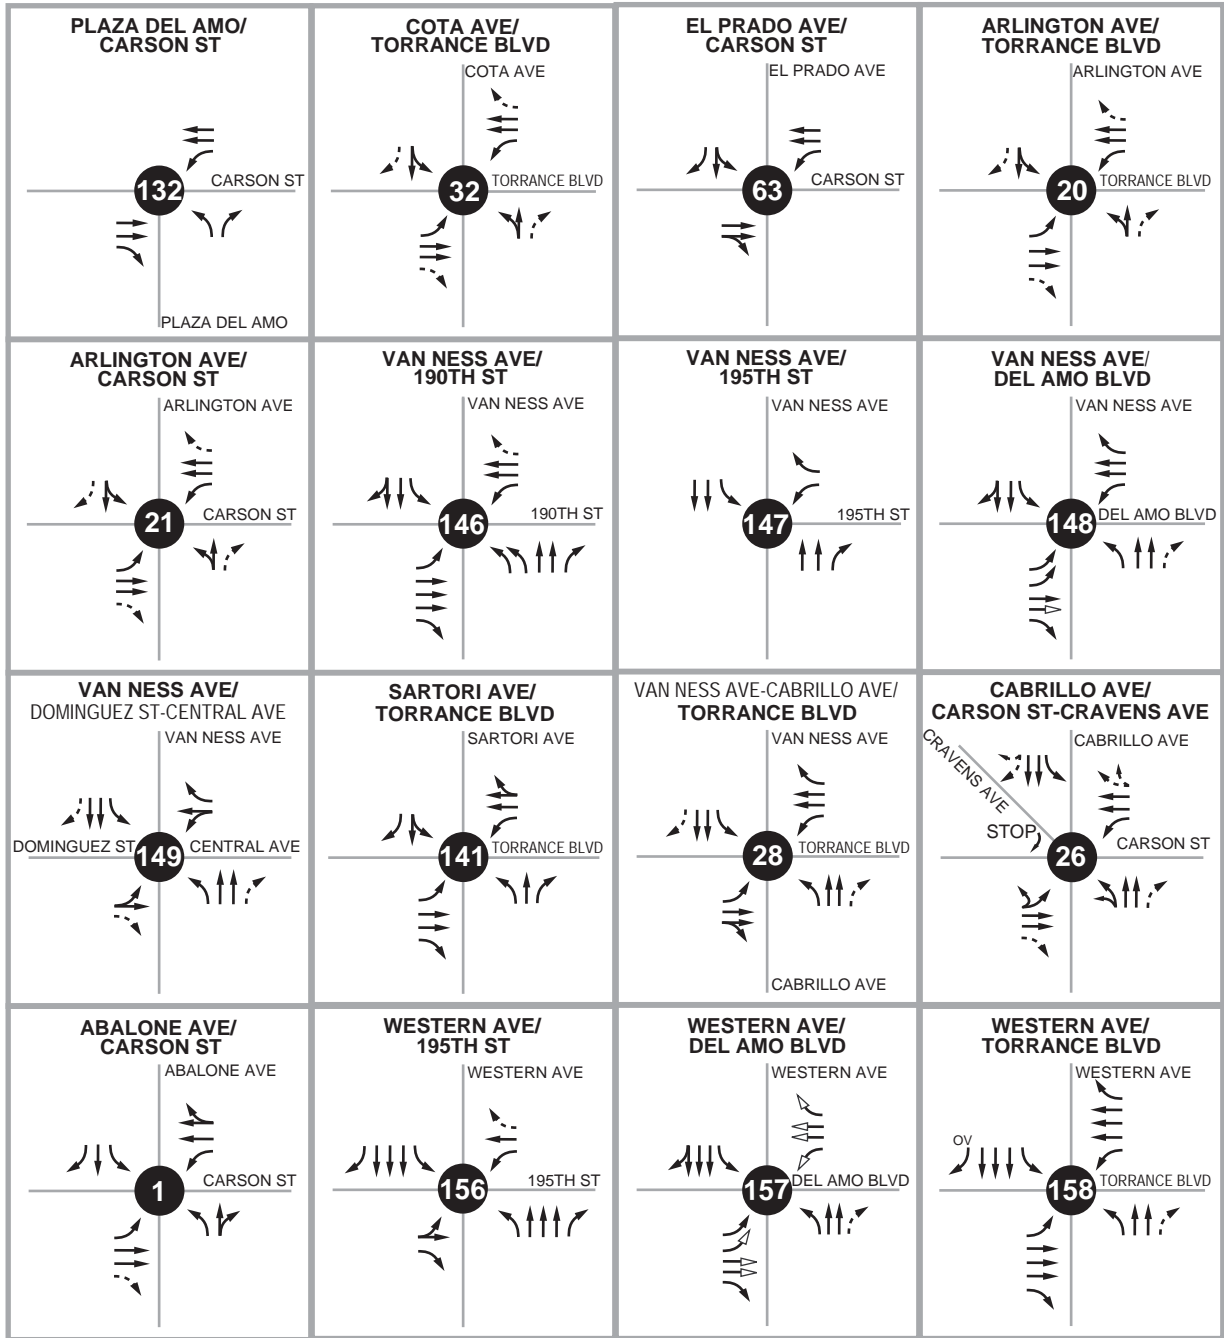 PLAZA DEL AMO/
CARSON ST
132
CARSON ST
PLAZA DEL AMO
COTA AVE/
TORRANCE BLVD
COTA AVE
32
TORRANCE BLVD
EL PRADO AVE/
CARSON ST
EL PRADO AVE
63
CARSON ST
ARLINGTON AVE/
TORRANCE BLVD
ARLINGTON AVE
20
TORRANCE BLVD
ARLINGTON AVE/
CARSON ST
ARLINGTON AVE
21
CARSON ST
VAN NESS AVE/
190TH ST
VAN NESS AVE
146
190TH ST
VAN NESS AVE/
195TH ST
VAN NESS AVE
147
195TH ST
VAN NESS AVE/
DEL AMO BLVD
VAN NESS AVE
148
DEL AMO BLVD
VAN NESS AVE/
DOMINGUEZ ST-CENTRAL AVE
VAN NESS AVE
DOMINGUEZ ST
149
CENTRAL AVE
SARTORI AVE/
TORRANCE BLVD
SARTORI AVE
141
TORRANCE BLVD
VAN NESS AVE-CABRILLO AVE/
TORRANCE BLVD
VAN NESS AVE
28
TORRANCE BLVD
CABRILLO AVE
CABRILLO AVE/
CARSON ST-CRAVENS AVE
CABRILLO AVE
CRAVENS AVE
STOP
26
CARSON ST
ABALONE AVE/
CARSON ST
ABALONE AVE
1
CARSON ST
WESTERN AVE/
195TH ST
WESTERN AVE
156
195TH ST
WESTERN AVE/
DEL AMO BLVD
WESTERN AVE
157
DEL AMO BLVD
WESTERN AVE/
TORRANCE BLVD
WESTERN AVE
OV
158
TORRANCE BLVD